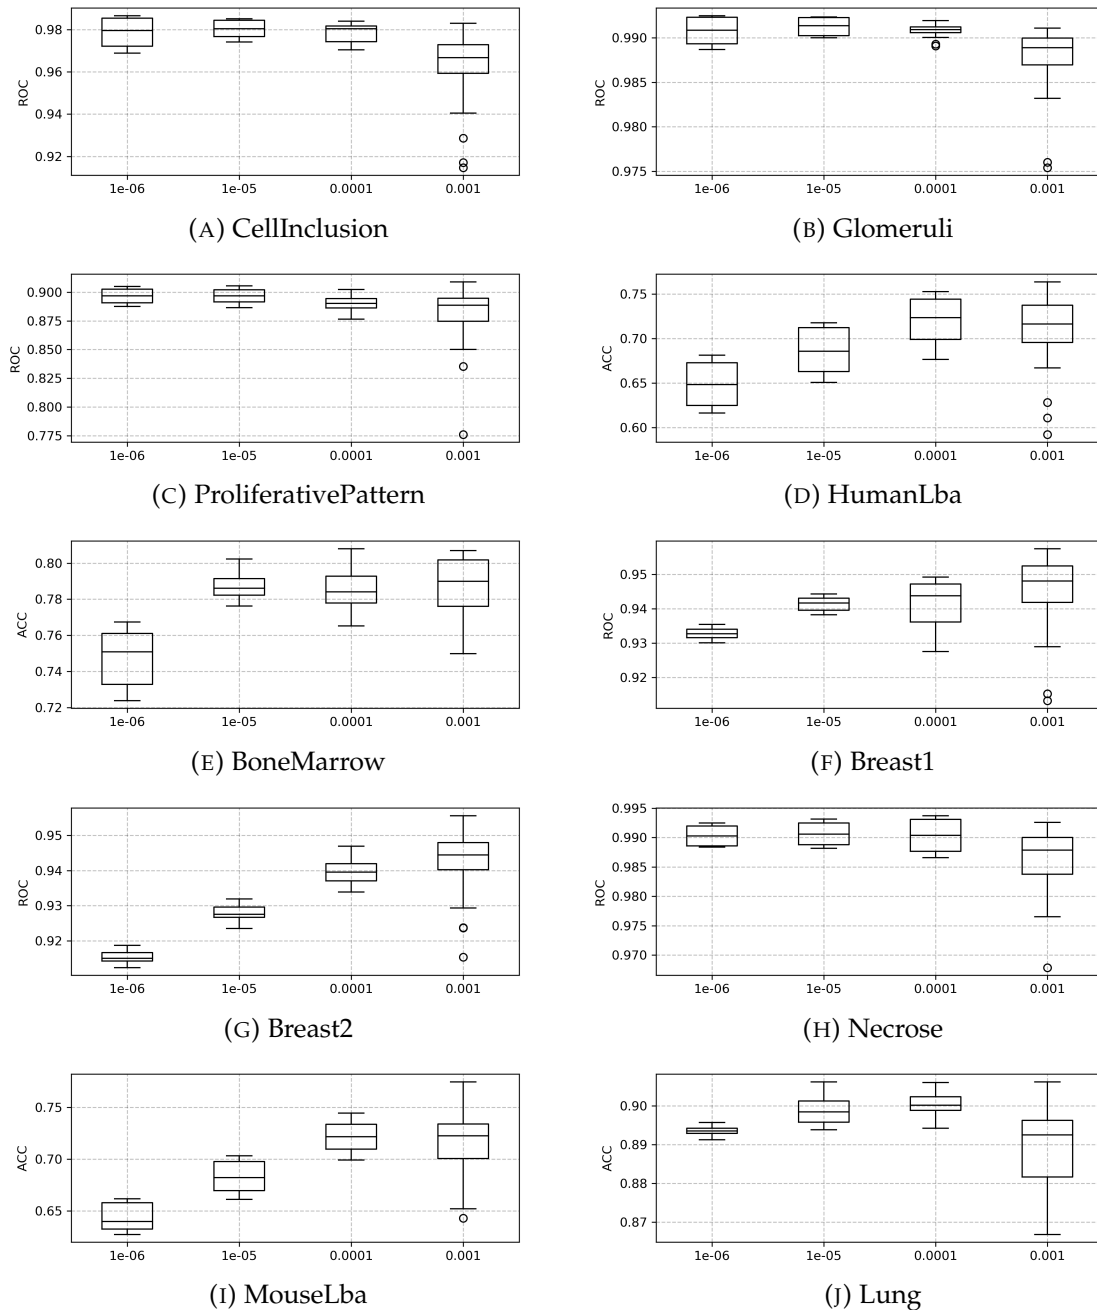 0.98
0.96
0.94
0.92
ROC
1e-06 1e-05 0.0001 0.001
(A) CellInclusion
0.990
0.985
0.980
0.975
ROC
1e-06 1e-05 0.0001 0.001
(B) Glomeruli
0.900
0.875
0.850
0.825
0.800
0.775
ROC
1e-06 1e-05 0.0001 0.001
(C) ProliferativePattern
0.75
0.70
0.65
0.60
ACC
1e-06 1e-05 0.0001 0.001
(D) HumanLba
0.80
0.78
0.76
0.74
0.72
ACC
1e-06 1e-05 0.0001 0.001
(E) BoneMarrow
0.95
0.94
0.93
0.92
ROC
1e-06 1e-05 0.0001 0.001
(F) Breast1
0.95
0.94
0.93
0.92
ROC
1e-06 1e-05 0.0001 0.001
(G) Breast2
0.995
0.990
0.985
0.980
0.975
0.970
ROC
1e-06 1e-05 0.0001 0.001
(H) Necrose
0.75
0.70
0.65
ACC
1e-06 1e-05 0.0001 0.001
(I) MouseLba
0.90
0.89
0.88
0.87
ACC
1e-06 1e-05 0.0001 0.001
(J) Lung